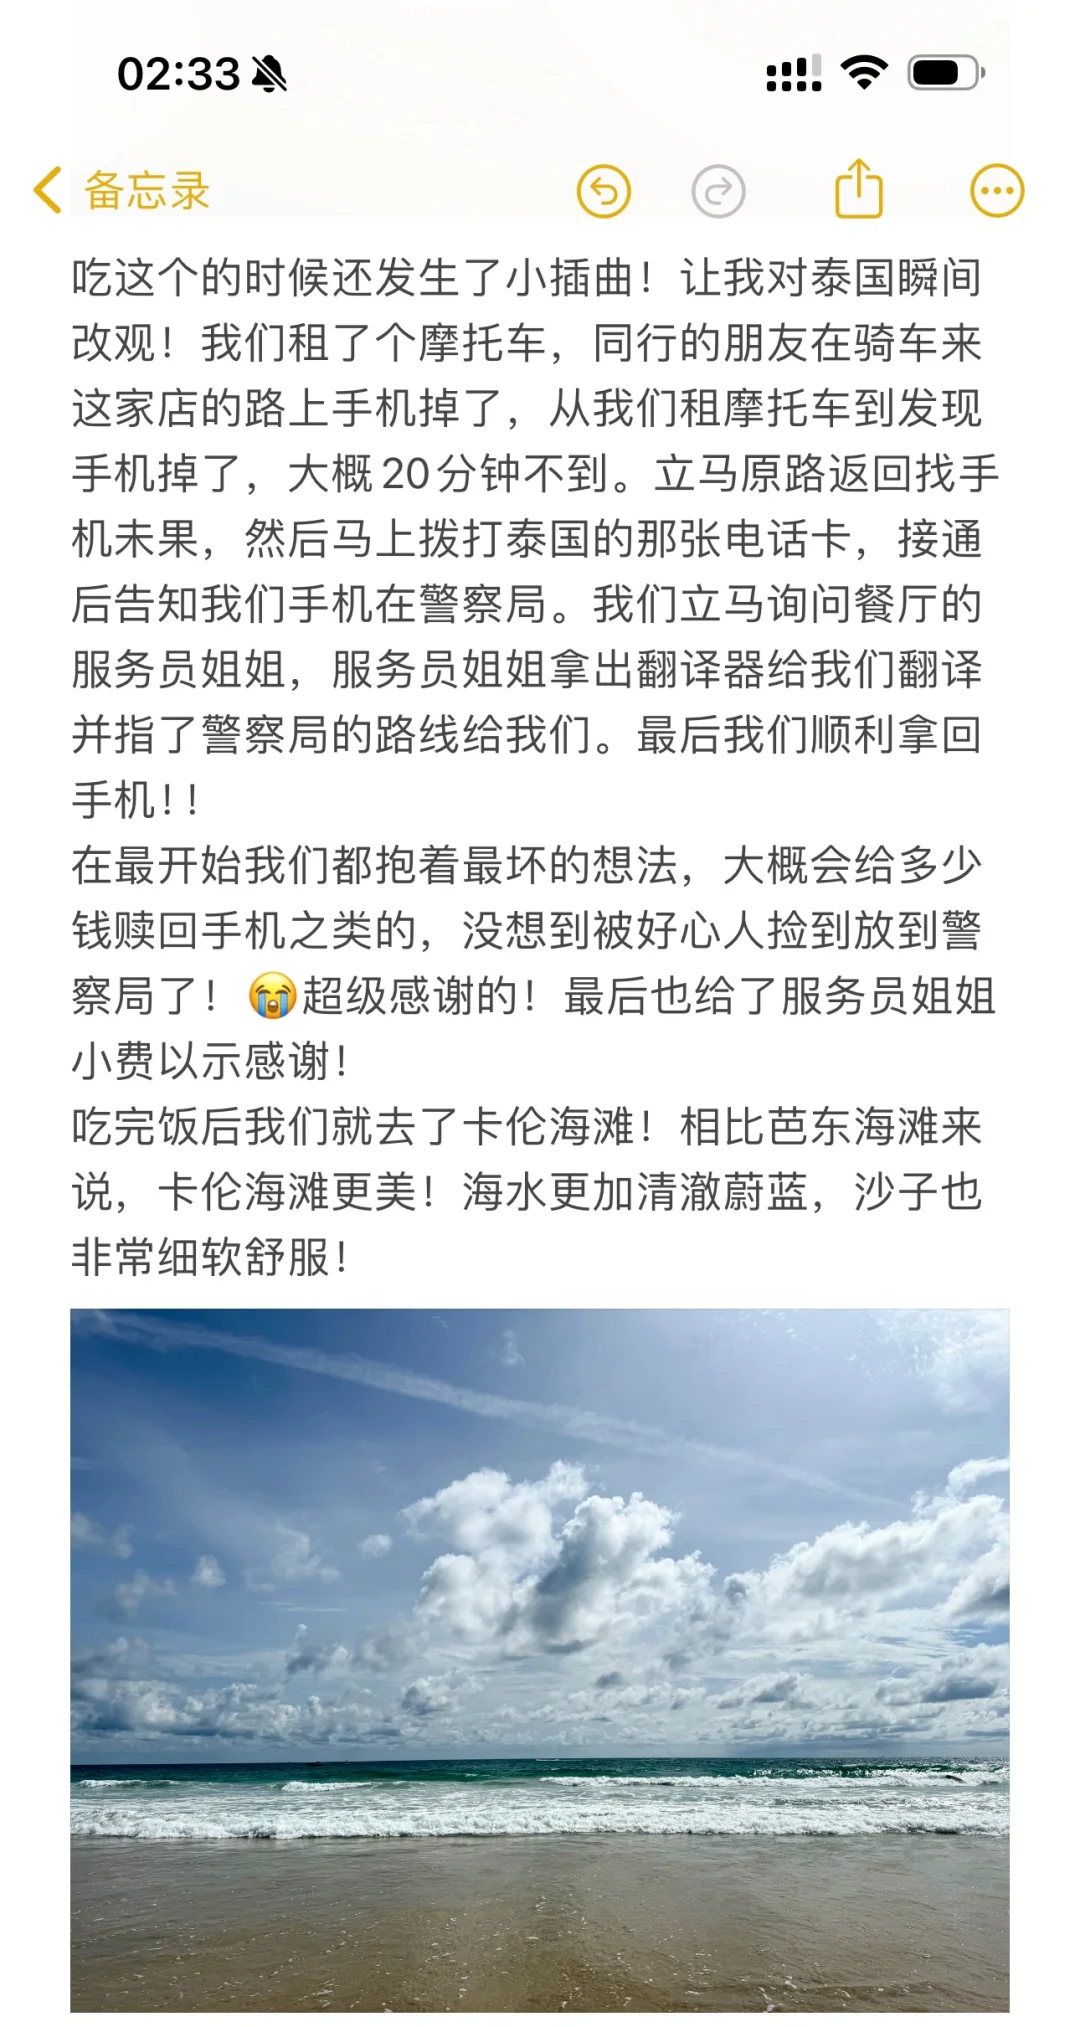 02:33
备忘录
吃这个的时候还发生了小插曲！让我对泰国瞬间
改观！我们租了个摩托车，同行的朋友在骑车来
这家店的路上手机掉了，从我们租摩托车到发现
手机掉了，大概20分钟不到。立马原路返回找手
机未果，然后马上拨打泰国的那张电话卡，接通
后告知我们手机在警察局。我们立马询问餐厅的
服务员姐姐，服务员姐姐拿出翻译器给我们翻译
并指了警察局的路线给我们。最后我们顺利拿回
手机！！
在最开始我们都抱着最坏的想法，大概会给多少
钱赎回手机之类的，没想到被好心人捡到放到警
察局了！😭超级感谢的！最后也给了服务员姐姐
小费以示感谢！
吃完饭后我们就去了卡伦海滩！相比芭东海滩来
说，卡伦海滩更美！海水更加清澈蔚蓝，沙子也
非常细软舒服！